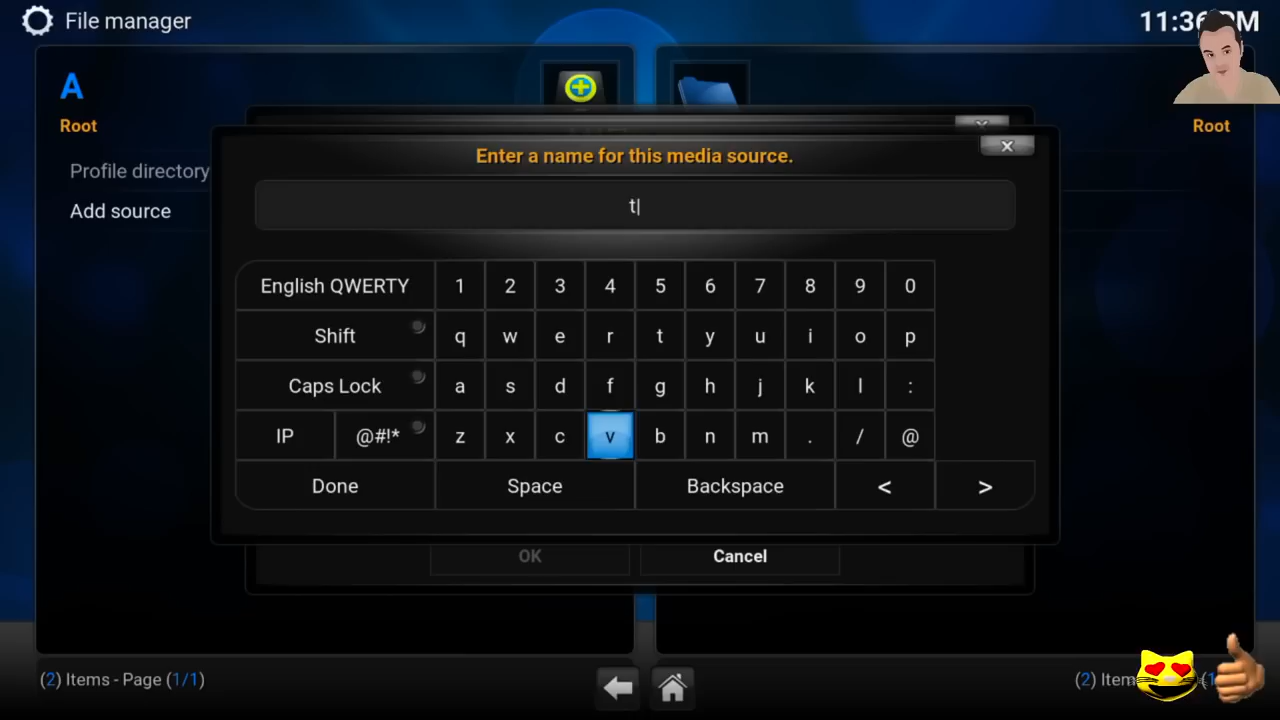 File manager
11:36 PM
A
Root
Root
Profile directory
Add source
Enter a name for this media source.
t
English QWERTY 1 2 3 4 5 6 7 8 9 0
Shift q w e r t y u i o p
Caps Lock a s d f g h j k l :
IP @#!* z x c v b n m . / @
Done Space Backspace < >
OK Cancel
(2) Items - Page (1/1)
(2) Item